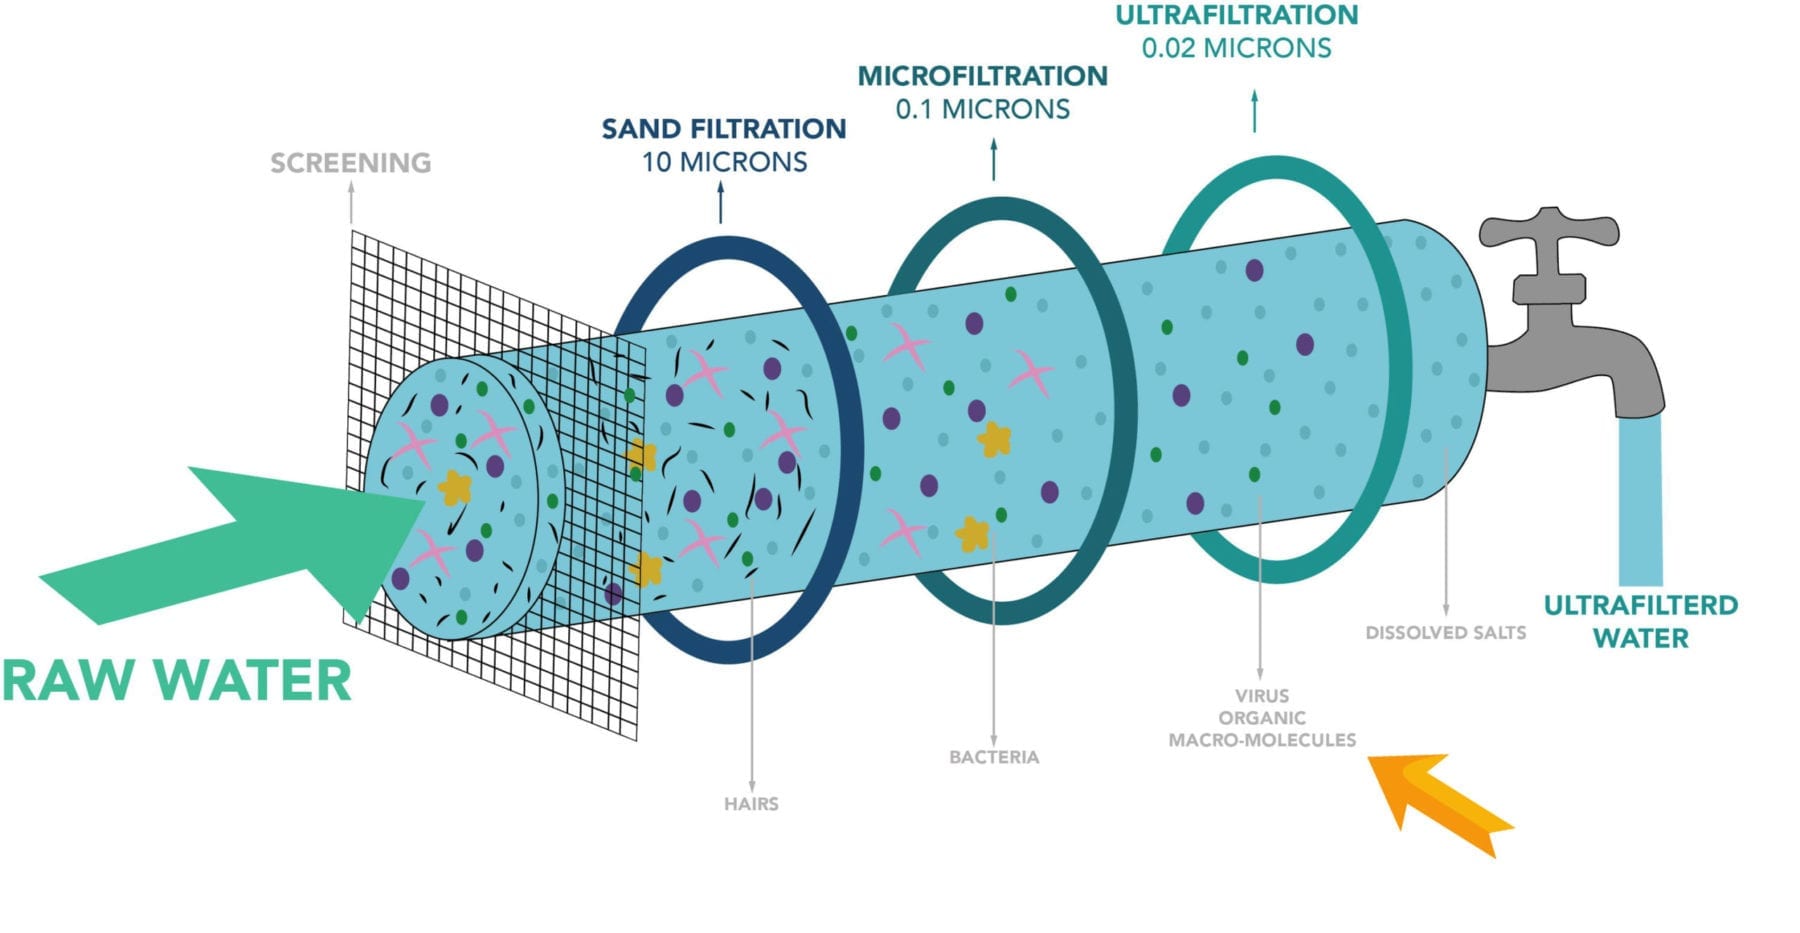 ULTRAFILTRATION
0.02 MICRONS
MICROFILTRATION
0.1 MICRONS
SAND FILTRATION
10 MICRONS
SCREENING
RAW WATER
ULTRAFILTERD
WATER
DISSOLVED SALTS
VIRUS
ORGANIC
MACRO-MOLECULES
BACTERIA
HAIRS